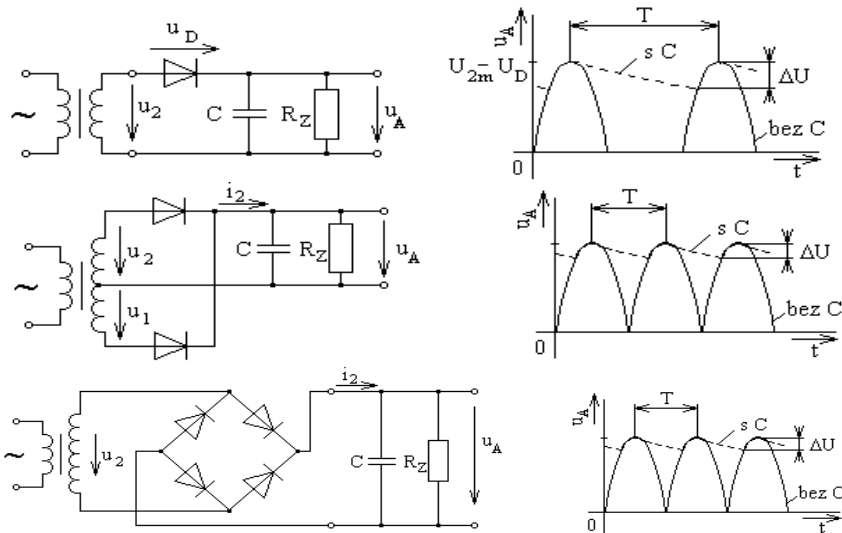 u_D
~
u_2
C
R_Z
u_A
u_A
T
U_2m - U_D
s C
ΔU
bez C
0
t
~
u_2
u_1
i_2
C
R_Z
u_A
u_A
T
s C
ΔU
bez C
0
t
~
u_2
i_2
C
R_Z
u_A
u_A
T
s C
ΔU
bez C
0
t